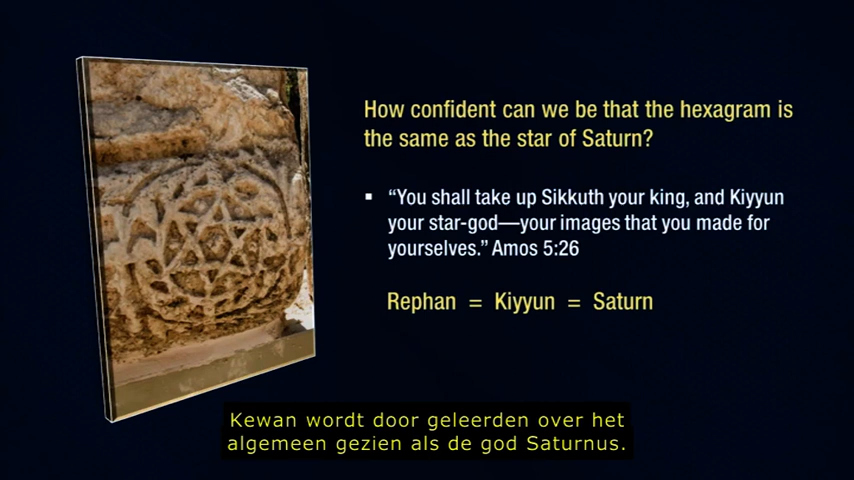 How confident can we be that the hexagram is
the same as the star of Saturn?
▪ “You shall take up Sikkuth your king, and Kiyyun
your star-god—your images that you made for
yourselves.” Amos 5:26
Rephan = Kiyyun = Saturn
Kewan wordt door geleerden over het
algemeen gezien als de god Saturnus.